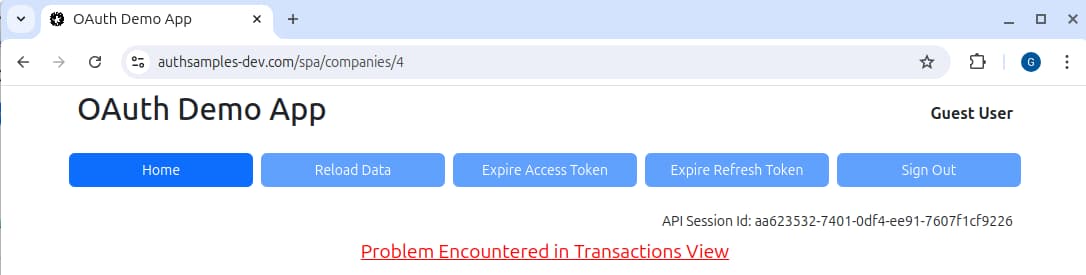 OAuth Demo App
authsamples-dev.com/spa/companies/4
G
OAuth Demo App
Guest User
Home
Reload Data
Expire Access Token
Expire Refresh Token
Sign Out
API Session Id: aa623532-7401-0df4-ee91-7607f1cf9226
Problem Encountered in Transactions View